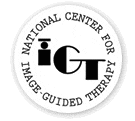 NATIONAL CENTER FOR
IGT
IMAGE-GUIDED THERAPY